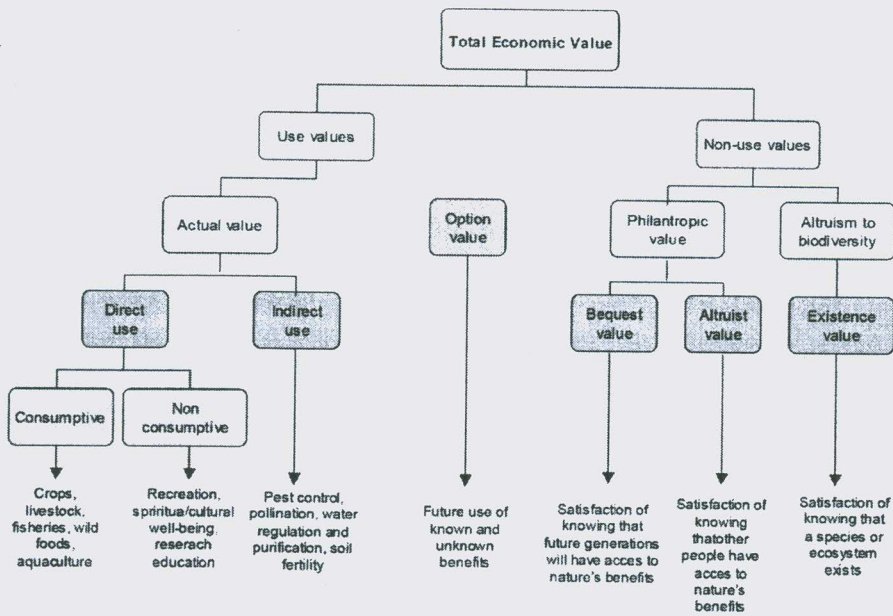 Total Economic Value
Use values
Non-use values
Actual value
Option
value
Philantropic
value
Altruism to
biodiversity
Direct
use
Indirect
use
Bequest
value
Altruist
value
Existence
value
Consumptive
Non
consumptive
Crops,
livestock,
fisheries, wild
foods,
aquaculture
Recreation,
spriritua/cultural
well-being,
reserach
education
Pest control,
pollination, water
regulation and
purification, soil
fertility
Future use of
known and
unknown
benefits
Satisfaction of
knowing that
future generations
will have acces to
nature's benefits
Satisfaction of
knowing
thatother
people have
acces to
nature's
benefits
Satisfaction of
knowing that
a species or
ecosystem
exists